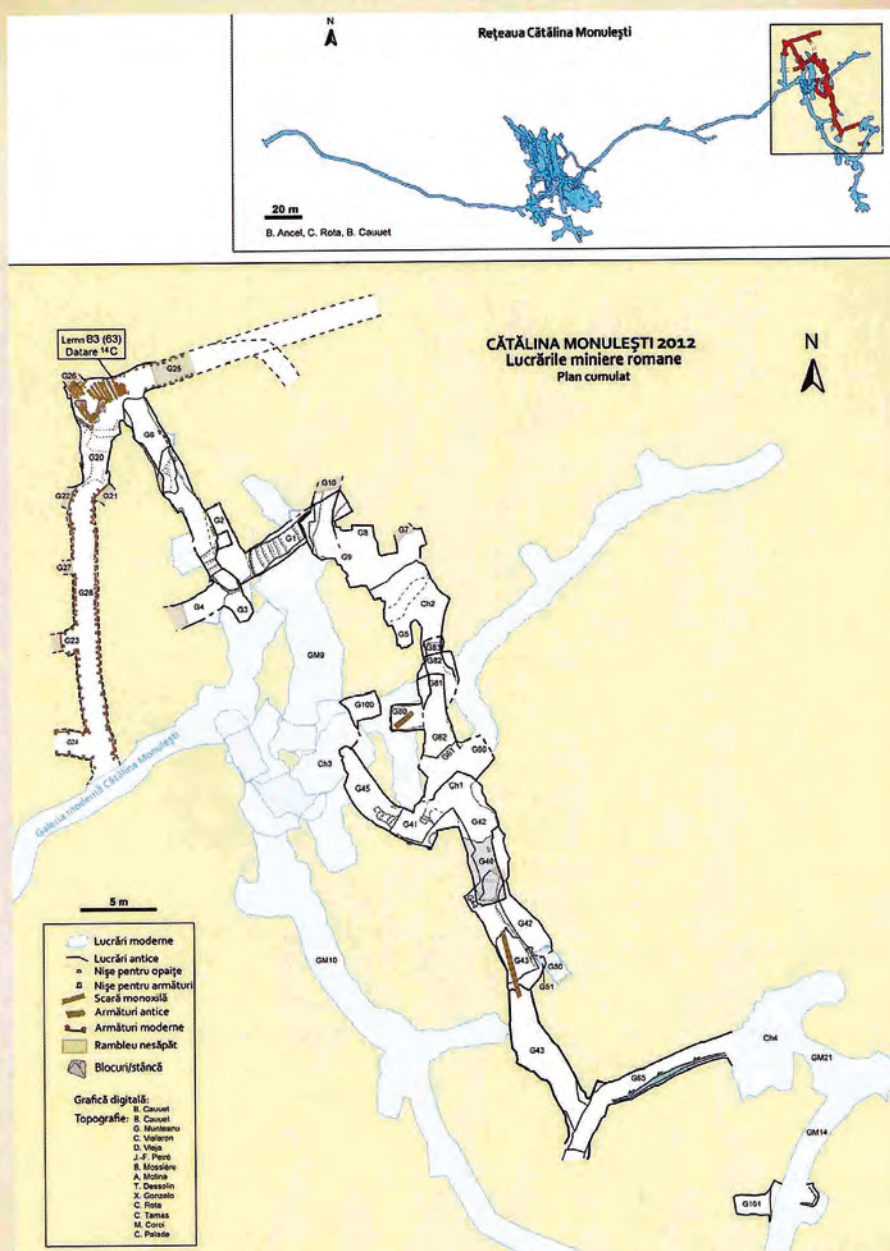 N
Rețeaua Cătălina Monulești
20 m
B. Ancel, C. Rota, B. Cauuet
Lemn B3 (63)
Datare ¹⁴C
CĂTĂLINA MONULEȘTI 2012
Lucrările miniere romane
Plan cumulat
N
G25
G26
G6
G20
G22
G21
G10
G2
G1
G8
G7
G9
G27
G28
G4
G3
Ch2
G5
G23
G83
G82
GM9
G81
G100
G80
G24
G82
G61
G60
Ch3
Galeria modernă Cătălina Monulești
G45
Ch1
G41
G42
G40
G42
G43
G50
G51
GM10
G43
Ch4
G65
GM21
GM14
G101
5 m
Lucrări moderne
Lucrări antice
Nișe pentru opaițe
Nișe pentru armături
Scară monoxilă
Armături antice
Armături moderne
Rambleu nesăpăt
Blocuri/stâncă
Grafică digitală:
B. Cauuet
Topografie: B. Cauuet
G. Munteanu
C. Vialaron
D. Vieja
J.-F. Peiró
B. Mossière
A. Molina
T. Dessolin
X. Gonzalo
C. Rota
C. Tamas
M. Coroi
C. Palade